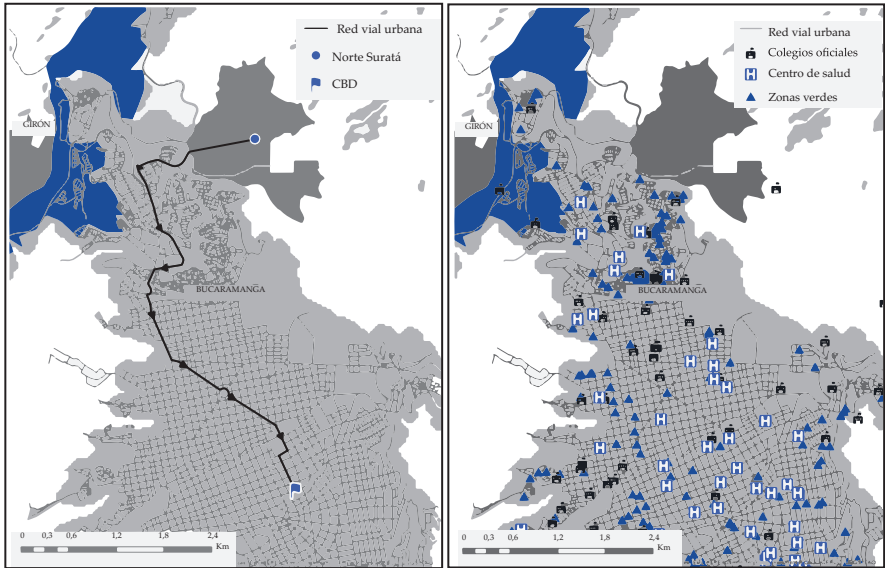 Red vial urbana
Norte Suratá
CBD
GIRÓN
BUCARAMANGA
0 0,3 0,6 1,2 1,8 2,4
Km
Red vial urbana
Colegios oficiales
Centro de salud
Zonas verdes
GIRÓN
BUCARAMANGA
0 0,3 0,6 1,2 1,8 2,4
Km